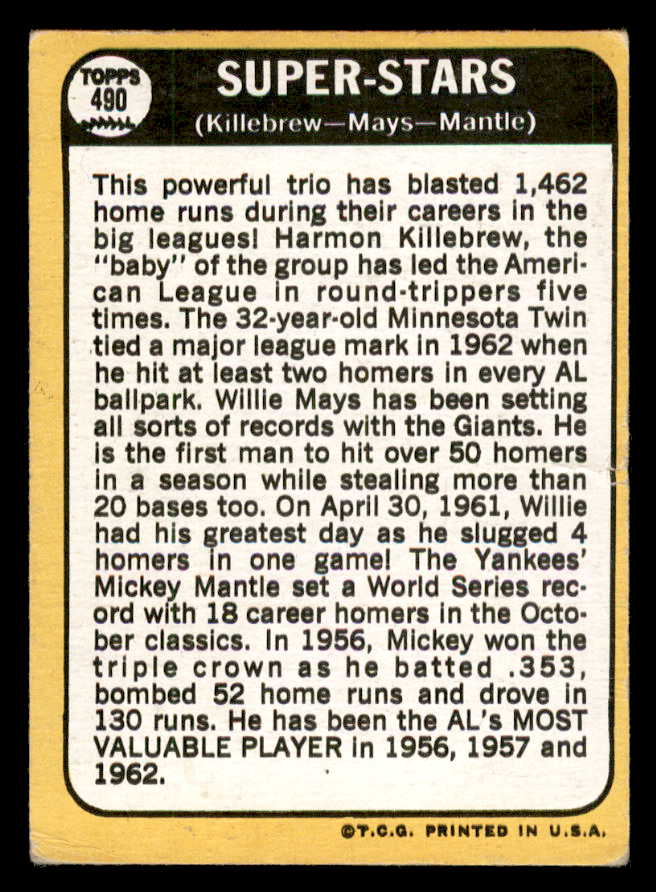 TOPPS
490
SUPER-STARS
(Killebrew—Mays—Mantle)
This powerful trio has blasted 1,462
home runs during their careers in the
big leagues! Harmon Killebrew, the
"baby" of the group has led the Ameri-
can League in round-trippers five
times. The 32-year-old Minnesota Twin
tied a major league mark in 1962 when
he hit at least two homers in every AL
ballpark. Willie Mays has been setting
all sorts of records with the Giants. He
is the first man to hit over 50 homers
in a season while stealing more than
20 bases too. On April 30, 1961, Willie
had his greatest day as he slugged 4
homers in one game! The Yankees'
Mickey Mantle set a World Series rec-
ord with 18 career homers in the Octo-
ber classics. In 1956, Mickey won the
triple crown as he batted .353,
bombed 52 home runs and drove in
130 runs. He has been the AL's MOST
VALUABLE PLAYER in 1956, 1957 and
1962.
©T.C.G. PRINTED IN U.S.A.